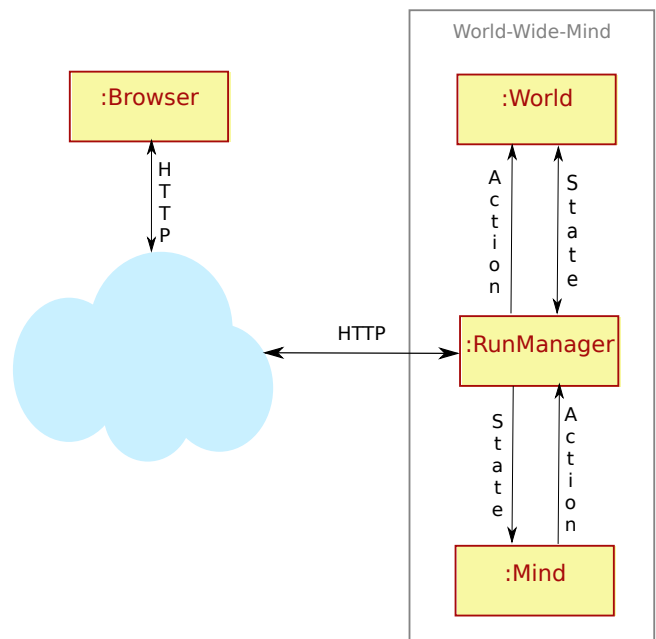 World-Wide-Mind
:Browser
:World
HTTP
Action
State
HTTP
:RunManager
State
Action
:Mind